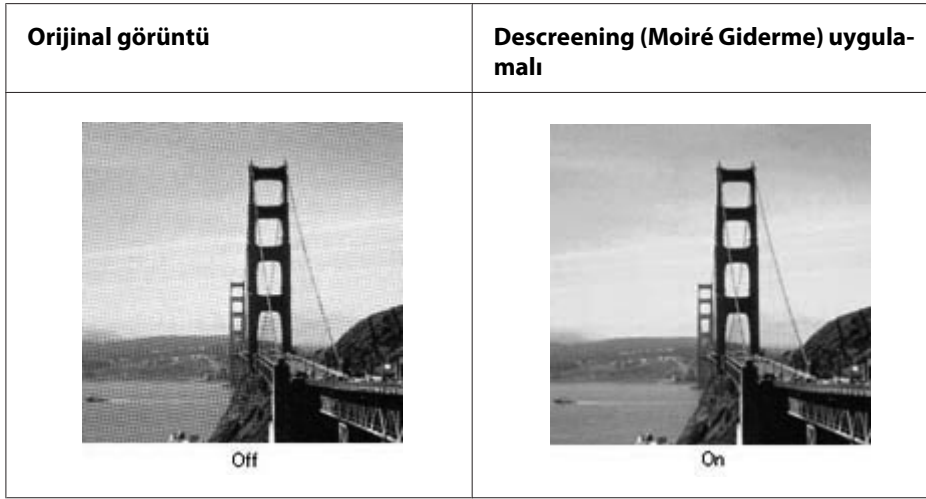 Orijinal görüntü
Descreening (Moiré Giderme) uygula-
malı
Off
On